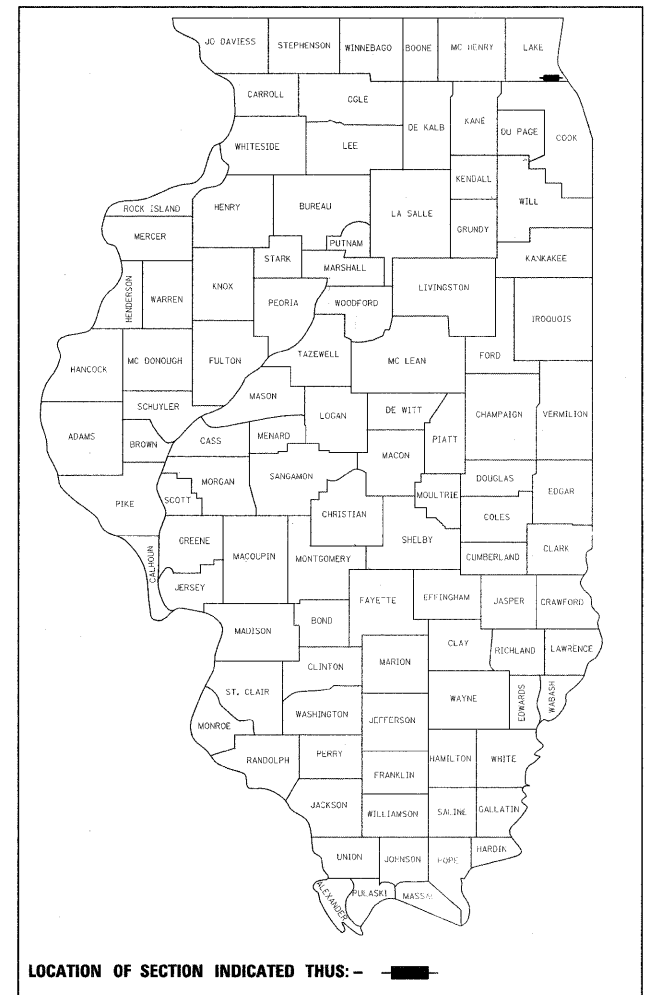 JO DAVIESS STEPHENSON WINNEBAGO BOONE MC HENRY LAKE
CARROLL OGLE DE KALB KANE DU PAGE COOK
WHITESIDE LEE
KENDALL WILL
ROCK ISLAND HENRY BUREAU LA SALLE GRUNDY
MERCER PUTNAM KANKAKEE
STARK MARSHALL
HENDERSON WARREN KNOX PEORIA WOODFORD LIVINGSTON
IROQUOIS
HANCOCK MC DONOUGH FULTON TAZEWELL MC LEAN FORD
MASON
SCHUYLER LOGAN DE WITT CHAMPAIGN VERMILION
ADAMS BROWN CASS MENARD MACON PIATT
MORGAN SANGAMON DOUGLAS EDGAR
PIKE SCOTT CHRISTIAN MOULTRIE COLES
GREENE MACOUPIN MONTGOMERY SHELBY CUMBERLAND CLARK
CALHOUN
JERSEY FAYETTE EFFINGHAM JASPER CRAWFORD
MADISON BOND
CLAY RICHLAND LAWRENCE
CLINTON MARION
ST. CLAIR WAYNE EDWARDS WABASH
MONROE WASHINGTON JEFFERSON
RANDOLPH PERRY HAMILTON WHITE
FRANKLIN
JACKSON WILLIAMSON SALINE GALLATIN
UNION JOHNSON POPE HARDIN
ALEXANDER PULASKI MASSAC
LOCATION OF SECTION INDICATED THUS: –